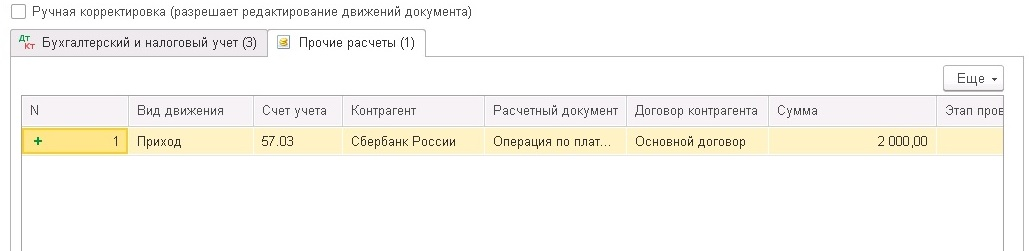 Ручная корректировка (разрешает редактирование движений документа)
Дт Кт Бухгалтерский и налоговый учет (3) Прочие расчеты (1)
Еще
N Вид движения Счет учета Контрагент Расчетный документ Договор контрагента Сумма Этап пров
1 Приход 57.03 Сбербанк России Операция по плат... Основной договор 2 000,00